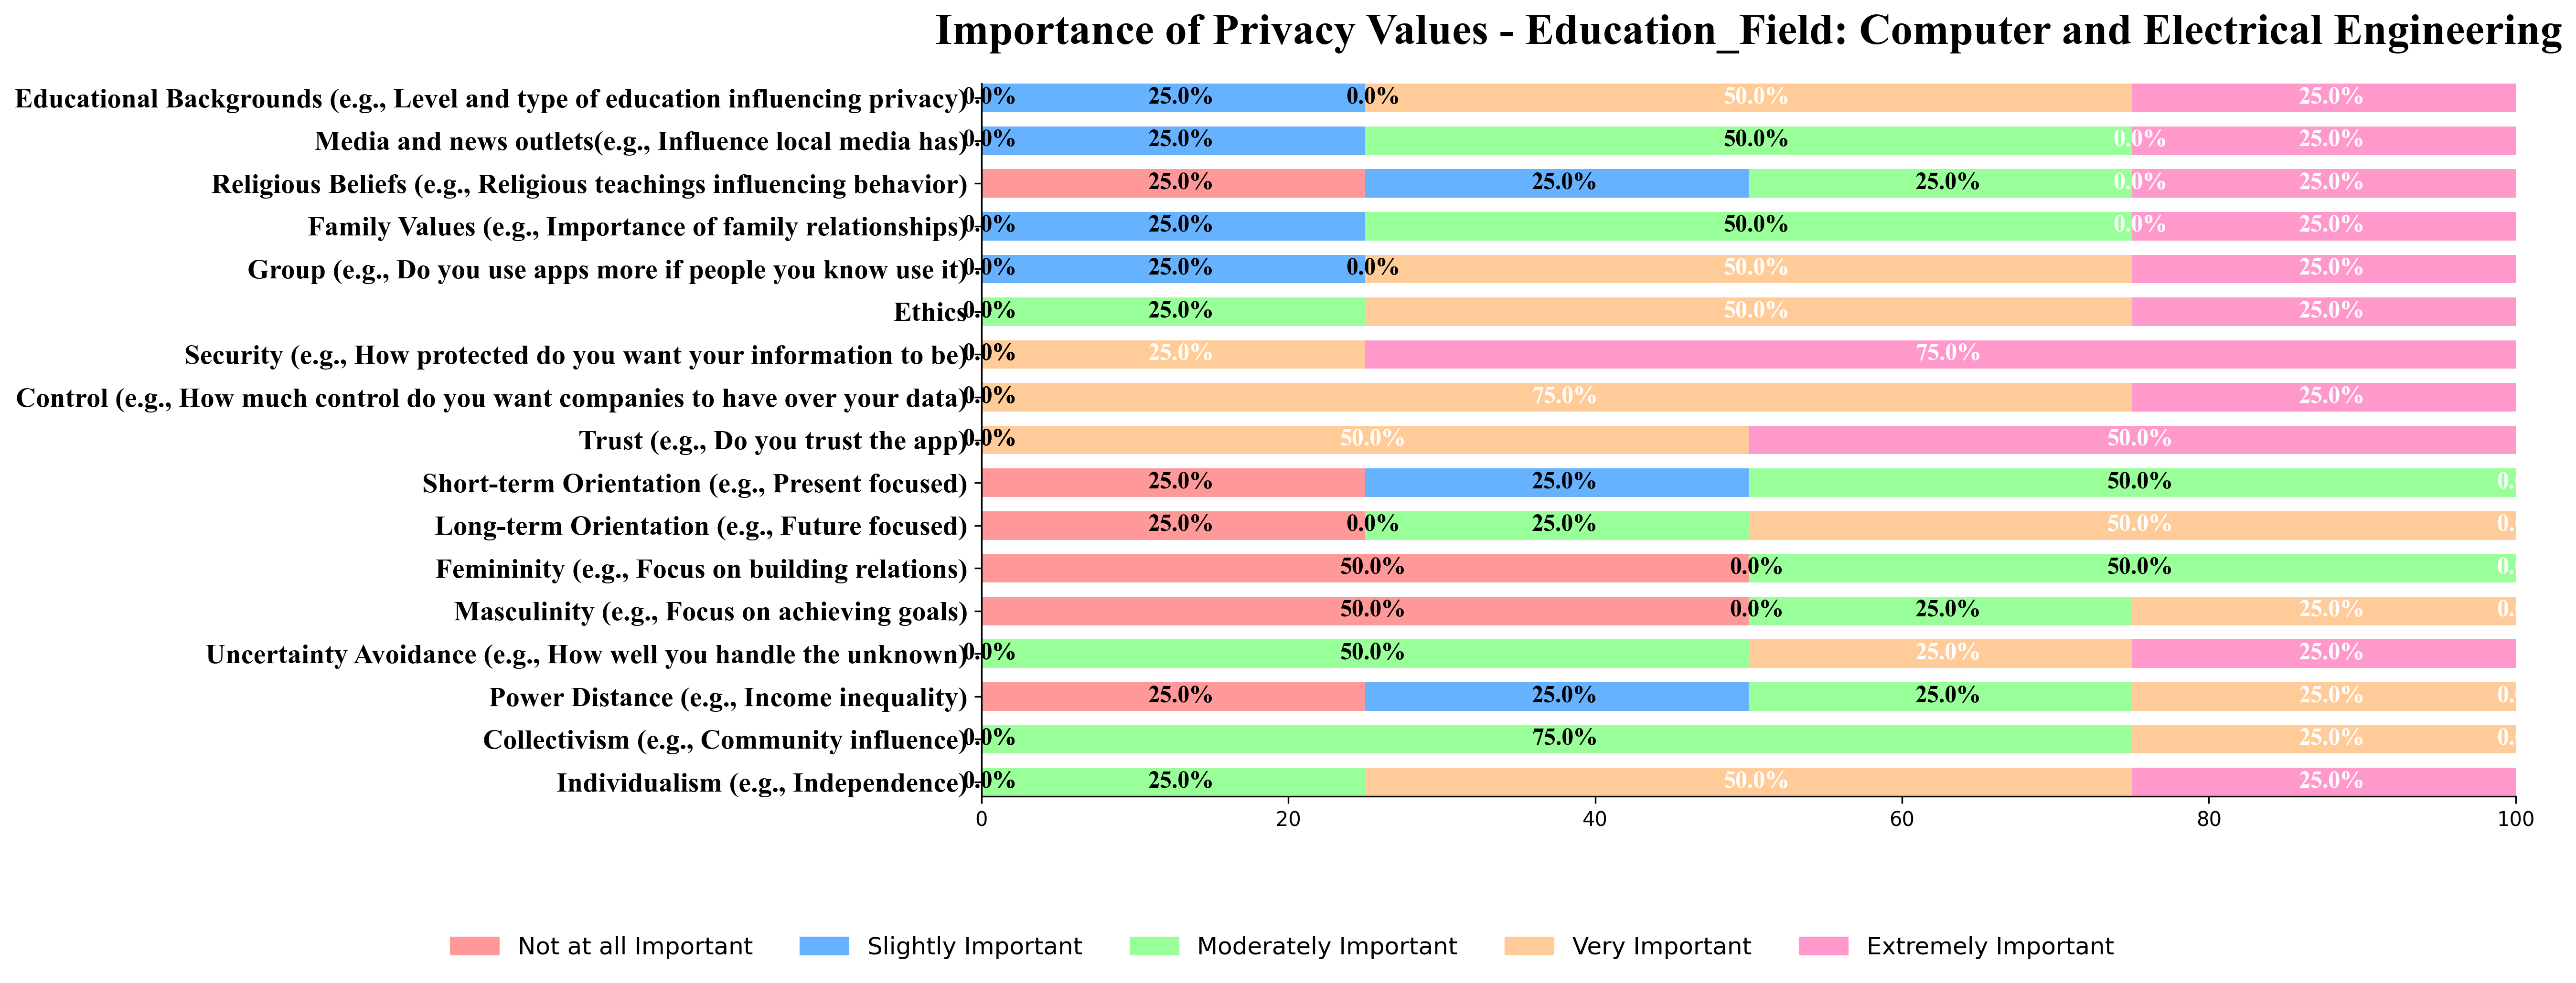 Importance of Privacy Values - Education_Field: Computer and Electrical Engineering
Educational Backgrounds (e.g., Level and type of education influencing privacy) 0.0% 25.0% 0.0% 50.0% 25.0%
Media and news outlets(e.g., Influence local media has) 0.0% 25.0% 50.0% 0.0% 25.0%
Religious Beliefs (e.g., Religious teachings influencing behavior) 25.0% 25.0% 25.0% 0.0% 25.0%
Family Values (e.g., Importance of family relationships) 0.0% 25.0% 50.0% 0.0% 25.0%
Group (e.g., Do you use apps more if people you know use it) 0.0% 25.0% 0.0% 50.0% 25.0%
Ethics 0.0% 25.0% 50.0% 25.0%
Security (e.g., How protected do you want your information to be) 0.0% 25.0% 75.0%
Control (e.g., How much control do you want companies to have over your data) 0.0% 75.0% 25.0%
Trust (e.g., Do you trust the app) 0.0% 50.0% 50.0%
Short-term Orientation (e.g., Present focused) 25.0% 25.0% 50.0% 0.
Long-term Orientation (e.g., Future focused) 25.0% 0.0% 25.0% 50.0% 0.
Femininity (e.g., Focus on building relations) 50.0% 0.0% 50.0% 0.
Masculinity (e.g., Focus on achieving goals) 50.0% 0.0% 25.0% 25.0% 0.
Uncertainty Avoidance (e.g., How well you handle the unknown) 0.0% 50.0% 25.0% 25.0%
Power Distance (e.g., Income inequality) 25.0% 25.0% 25.0% 25.0% 0.
Collectivism (e.g., Community influence) 0.0% 75.0% 25.0% 0.
Individualism (e.g., Independence) 0.0% 25.0% 50.0% 25.0%
0 20 40 60 80 100
Not at all Important Slightly Important Moderately Important Very Important Extremely Important